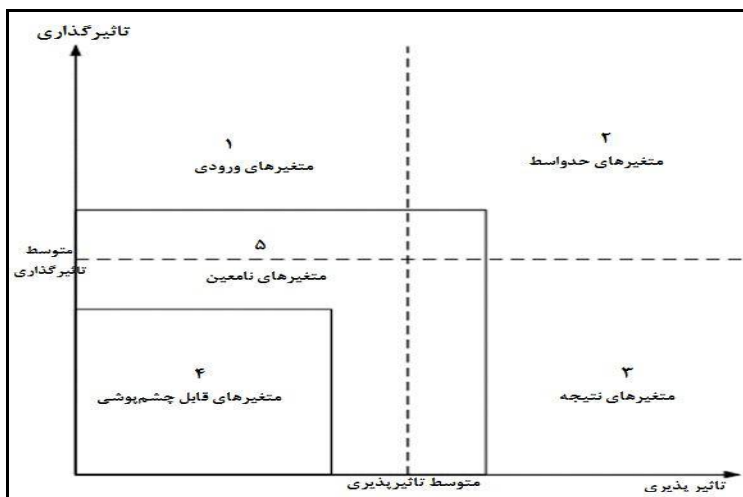 تاثیرگذاری
۱
متغیرهای ورودی
۲
متغیرهای حدواسط
۵
متغیرهای نامعین
متوسط
تاثیرگذاری
۴
متغیرهای قابل چشم‌پوشی
۳
متغیرهای نتیجه
متوسط تاثیرپذیری
تاثیر پذیری